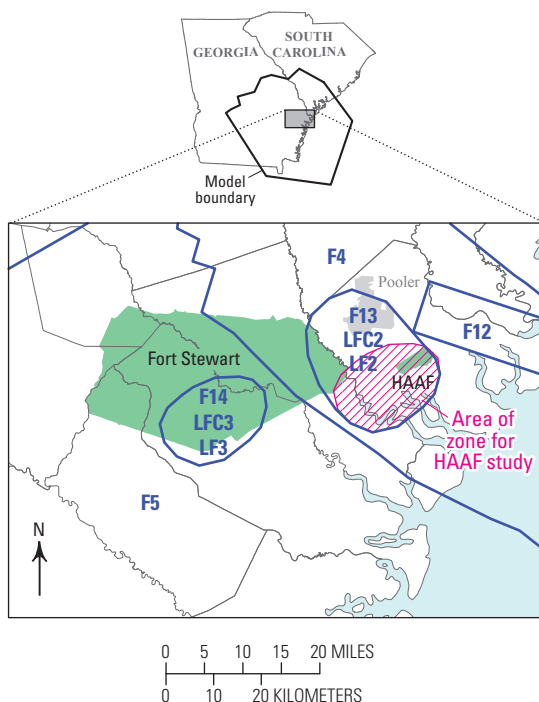 SOUTH
CAROLINA
GEORGIA
Model
boundary
F4
Pooler
F13
LFC2
LF2
F12
HAAF
Fort Stewart
F14
LFC3
LF3
Area of
zone for
HAAF study
F5
N
0 5 10 15 20 MILES
0 10 20 KILOMETERS